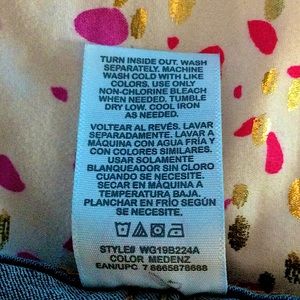 TURN INSIDE OUT. WASH
SEPARATELY. MACHINE
WASH COLD WITH LIKE
COLORS. USE ONLY
NON-CHLORINE BLEACH
WHEN NEEDED. TUMBLE
DRY LOW. COOL IRON
AS NEEDED.
VOLTEAR AL REVÉS. LAVAR
SEPARADAMENTE. LAVAR A
MÁQUINA CON AGUA FRÍA Y
CON COLORES SIMILARES.
USAR SOLAMENTE
BLANQUEADOR SIN CLORO
CUANDO SE NECESITE.
SECAR EN MÁQUINA A
TEMPERATURA BAJA.
PLANCHAR EN FRÍO SEGÚN
SE NECESITE.
STYLE# WG19B224A
COLOR MEDENZ
EAN/UPC 7 8665878688